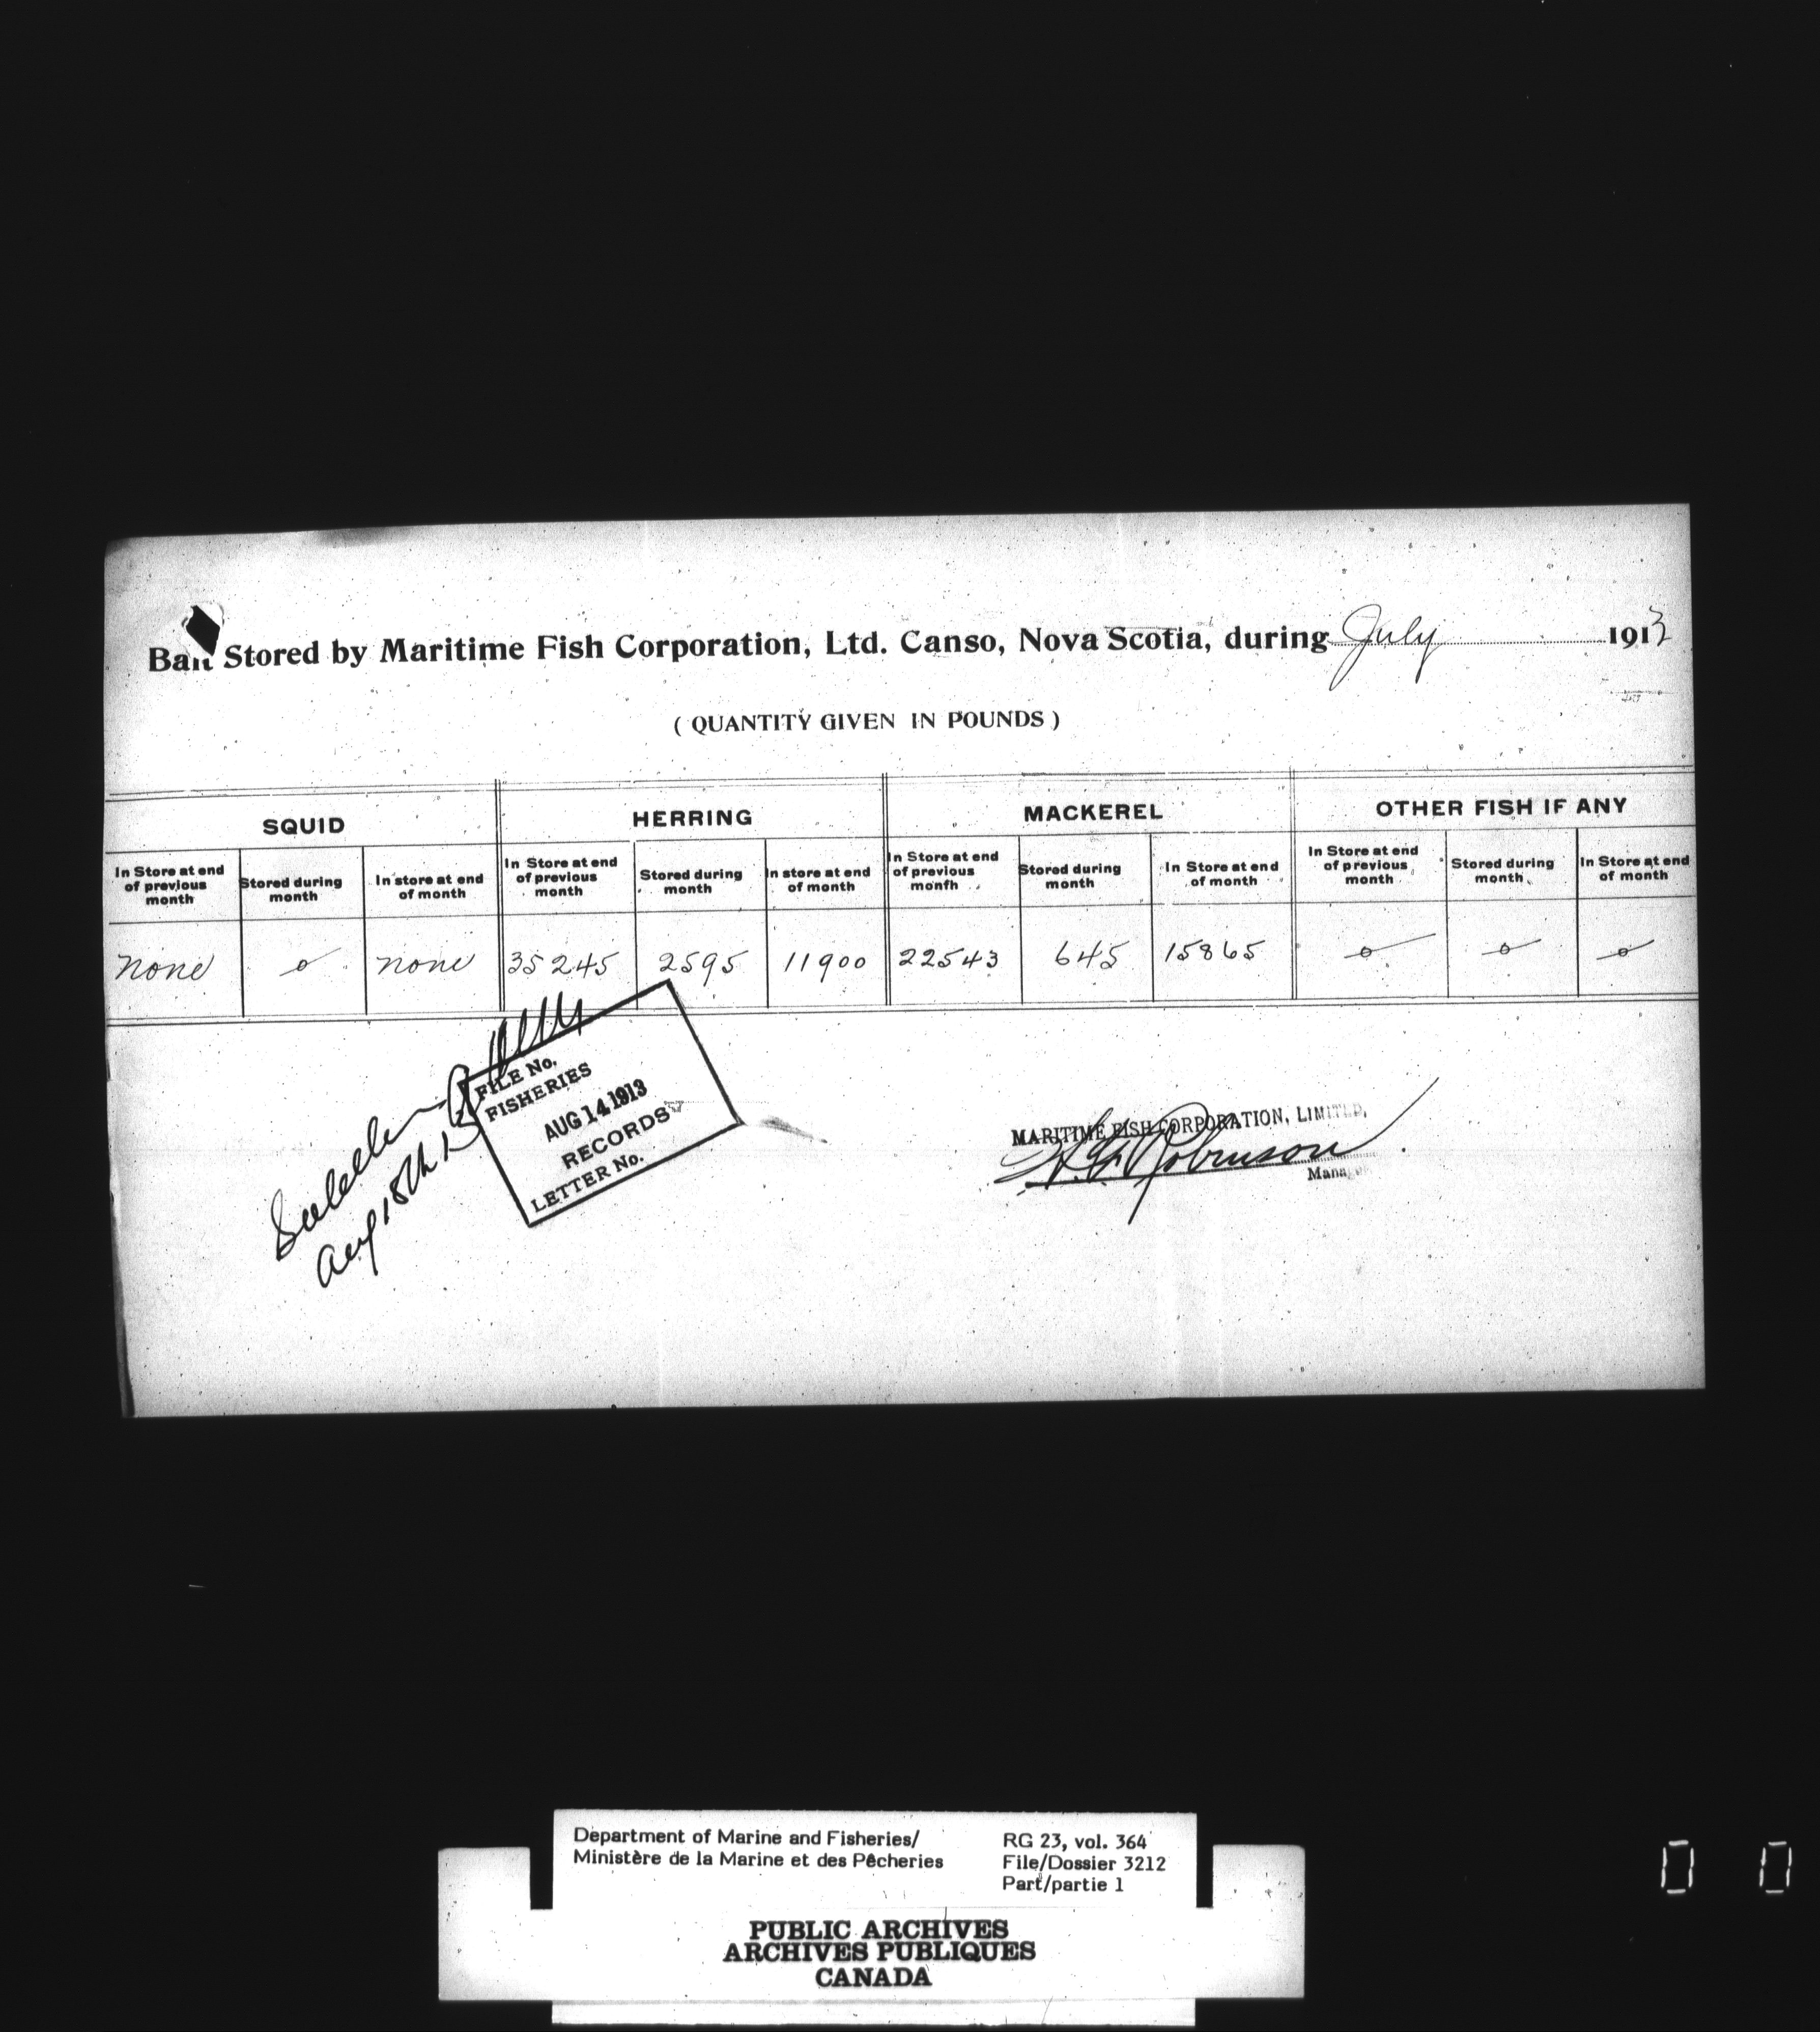 Bait Stored by Maritime Fish Corporation, Ltd. Canso, Nova Scotia, during July 1913
( QUANTITY GIVEN IN POUNDS )
SQUID HERRING MACKEREL OTHER FISH IF ANY
In Store at end of previous month Stored during month In store at end of month In Store at end of previous month Stored during month In store at end of month In Store at end of previous month Stored during month In Store at end of month In Store at end of previous month Stored during month In Store at end of month
none o none 35245 2595 11900 22543 645 15865 o o o
FILE No.
FISHERIES
AUG 14 1913
RECORDS
LETTER No.
Aug 18th 13
MARITIME FISH CORPORATION, LIMITED,
Robinson
Manager
Department of Marine and Fisheries/
Ministère de la Marine et des Pêcheries
RG 23, vol. 364
File/Dossier 3212
Part/partie 1
PUBLIC ARCHIVES
ARCHIVES PUBLIQUES
CANADA
0 0